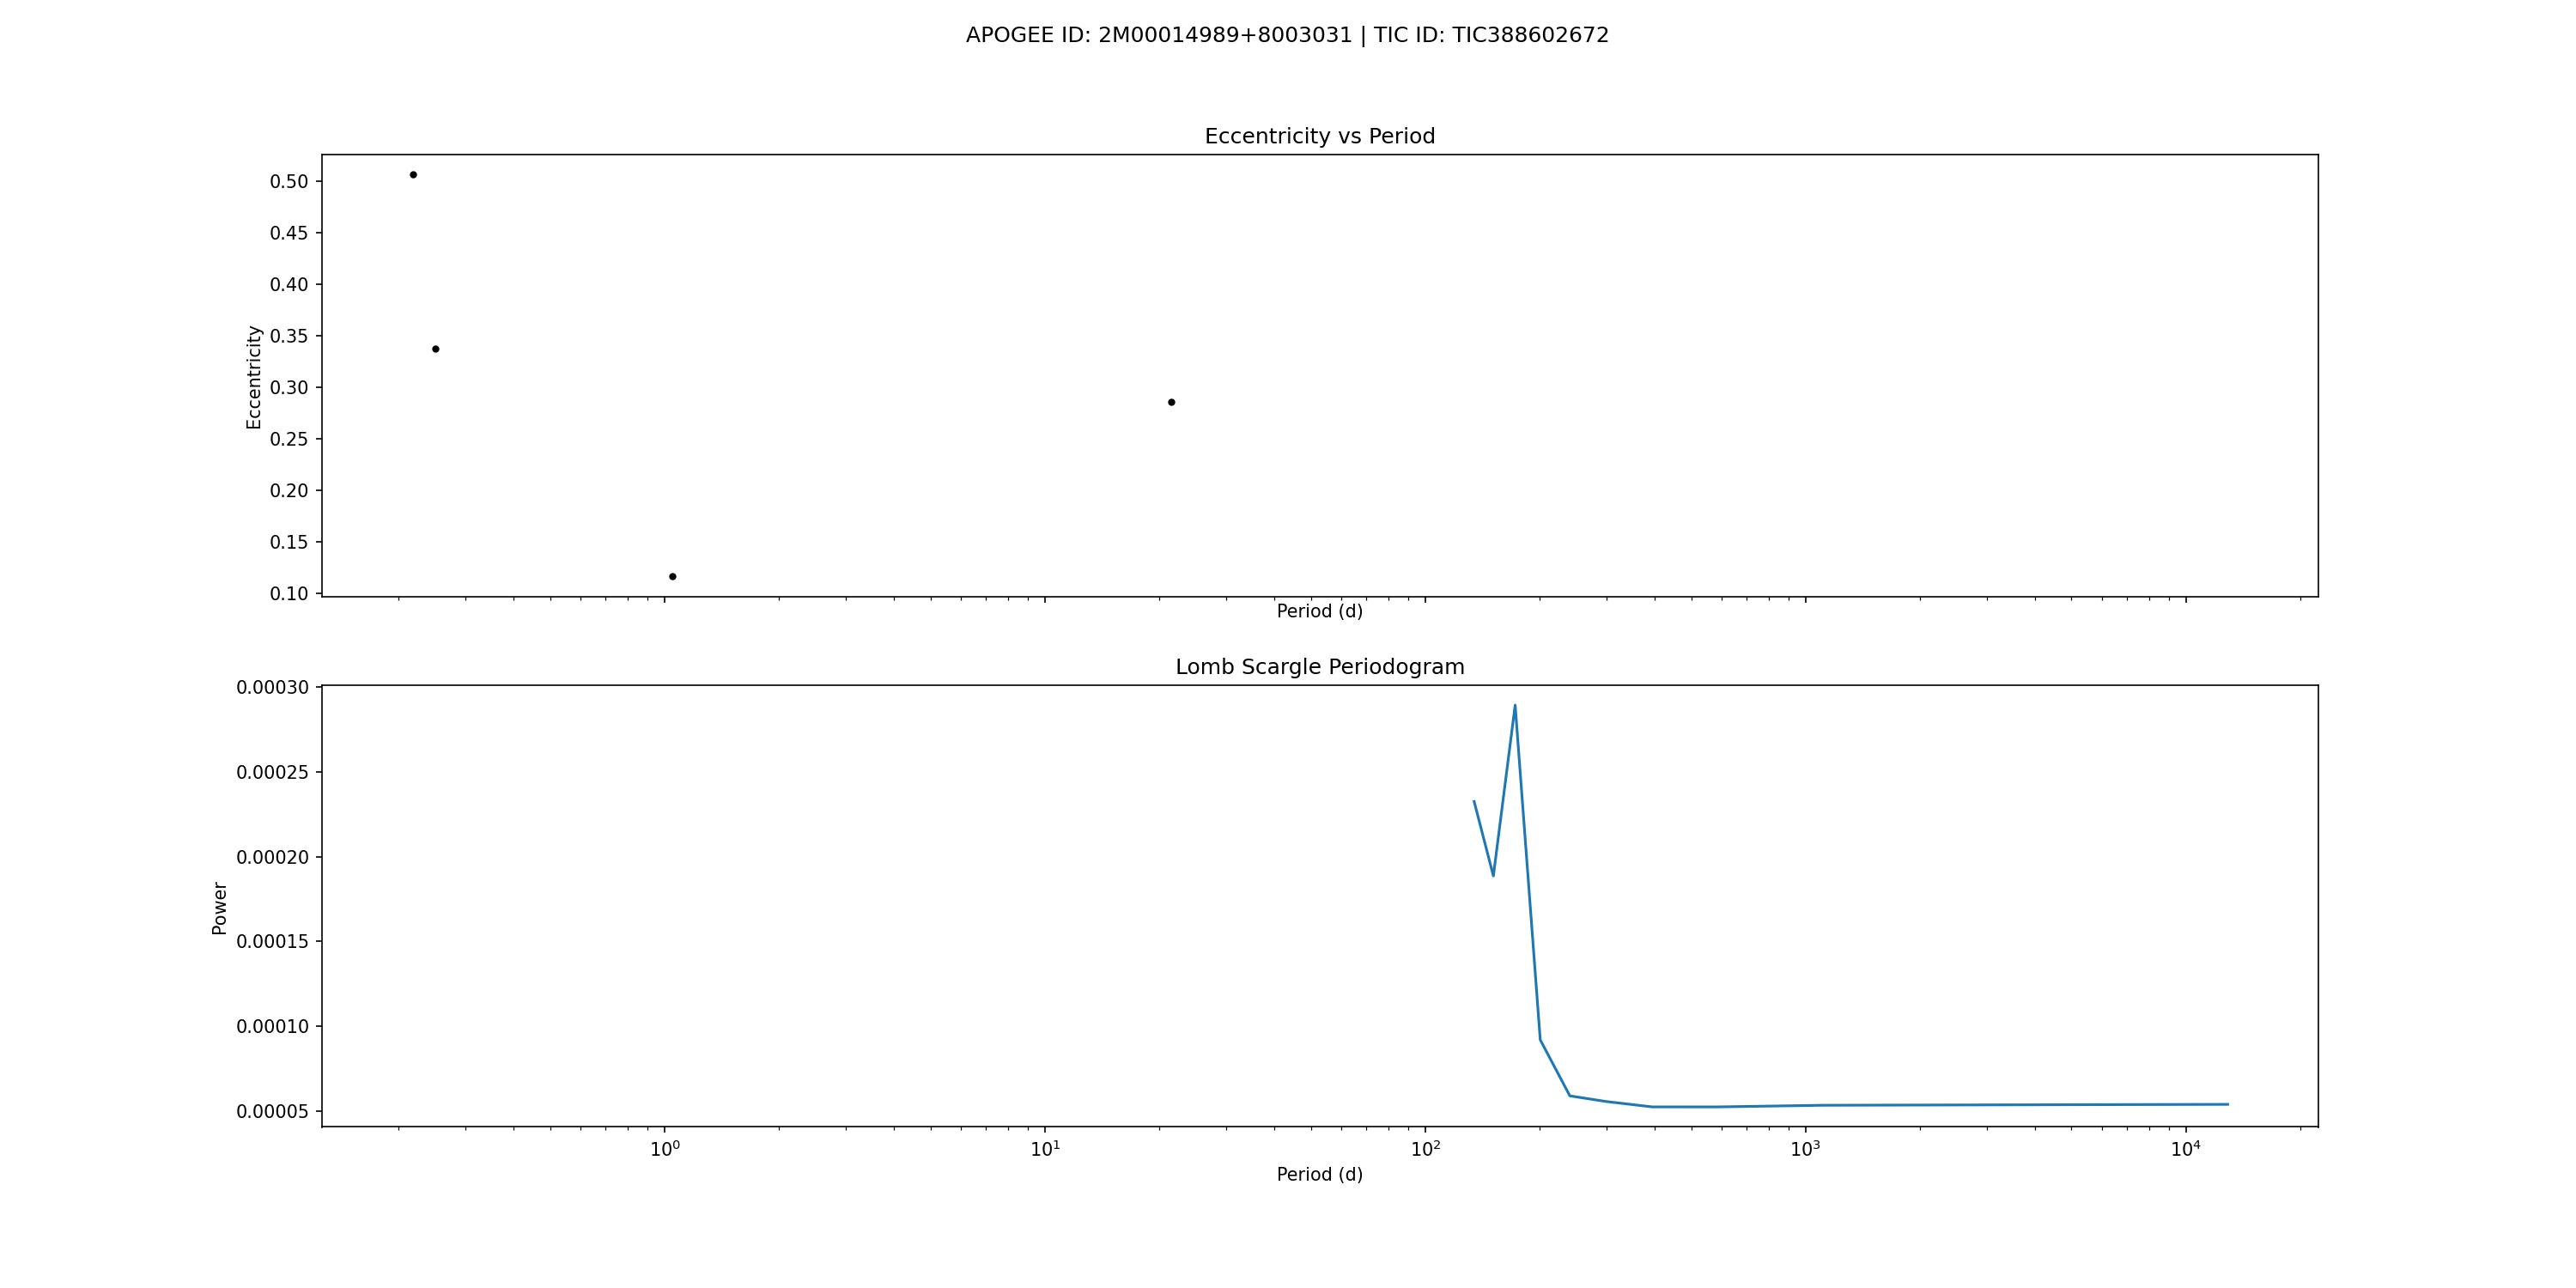 APOGEE ID: 2M00014989+8003031 | TIC ID: TIC388602672
Eccentricity vs Period
0.50
0.45
0.40
0.35
0.30
0.25
0.20
0.15
0.10
Eccentricity
Period (d)
Lomb Scargle Periodogram
0.00030
0.00025
0.00020
0.00015
0.00010
0.00005
Power
10⁰ 10¹ 10² 10³ 10⁴
Period (d)